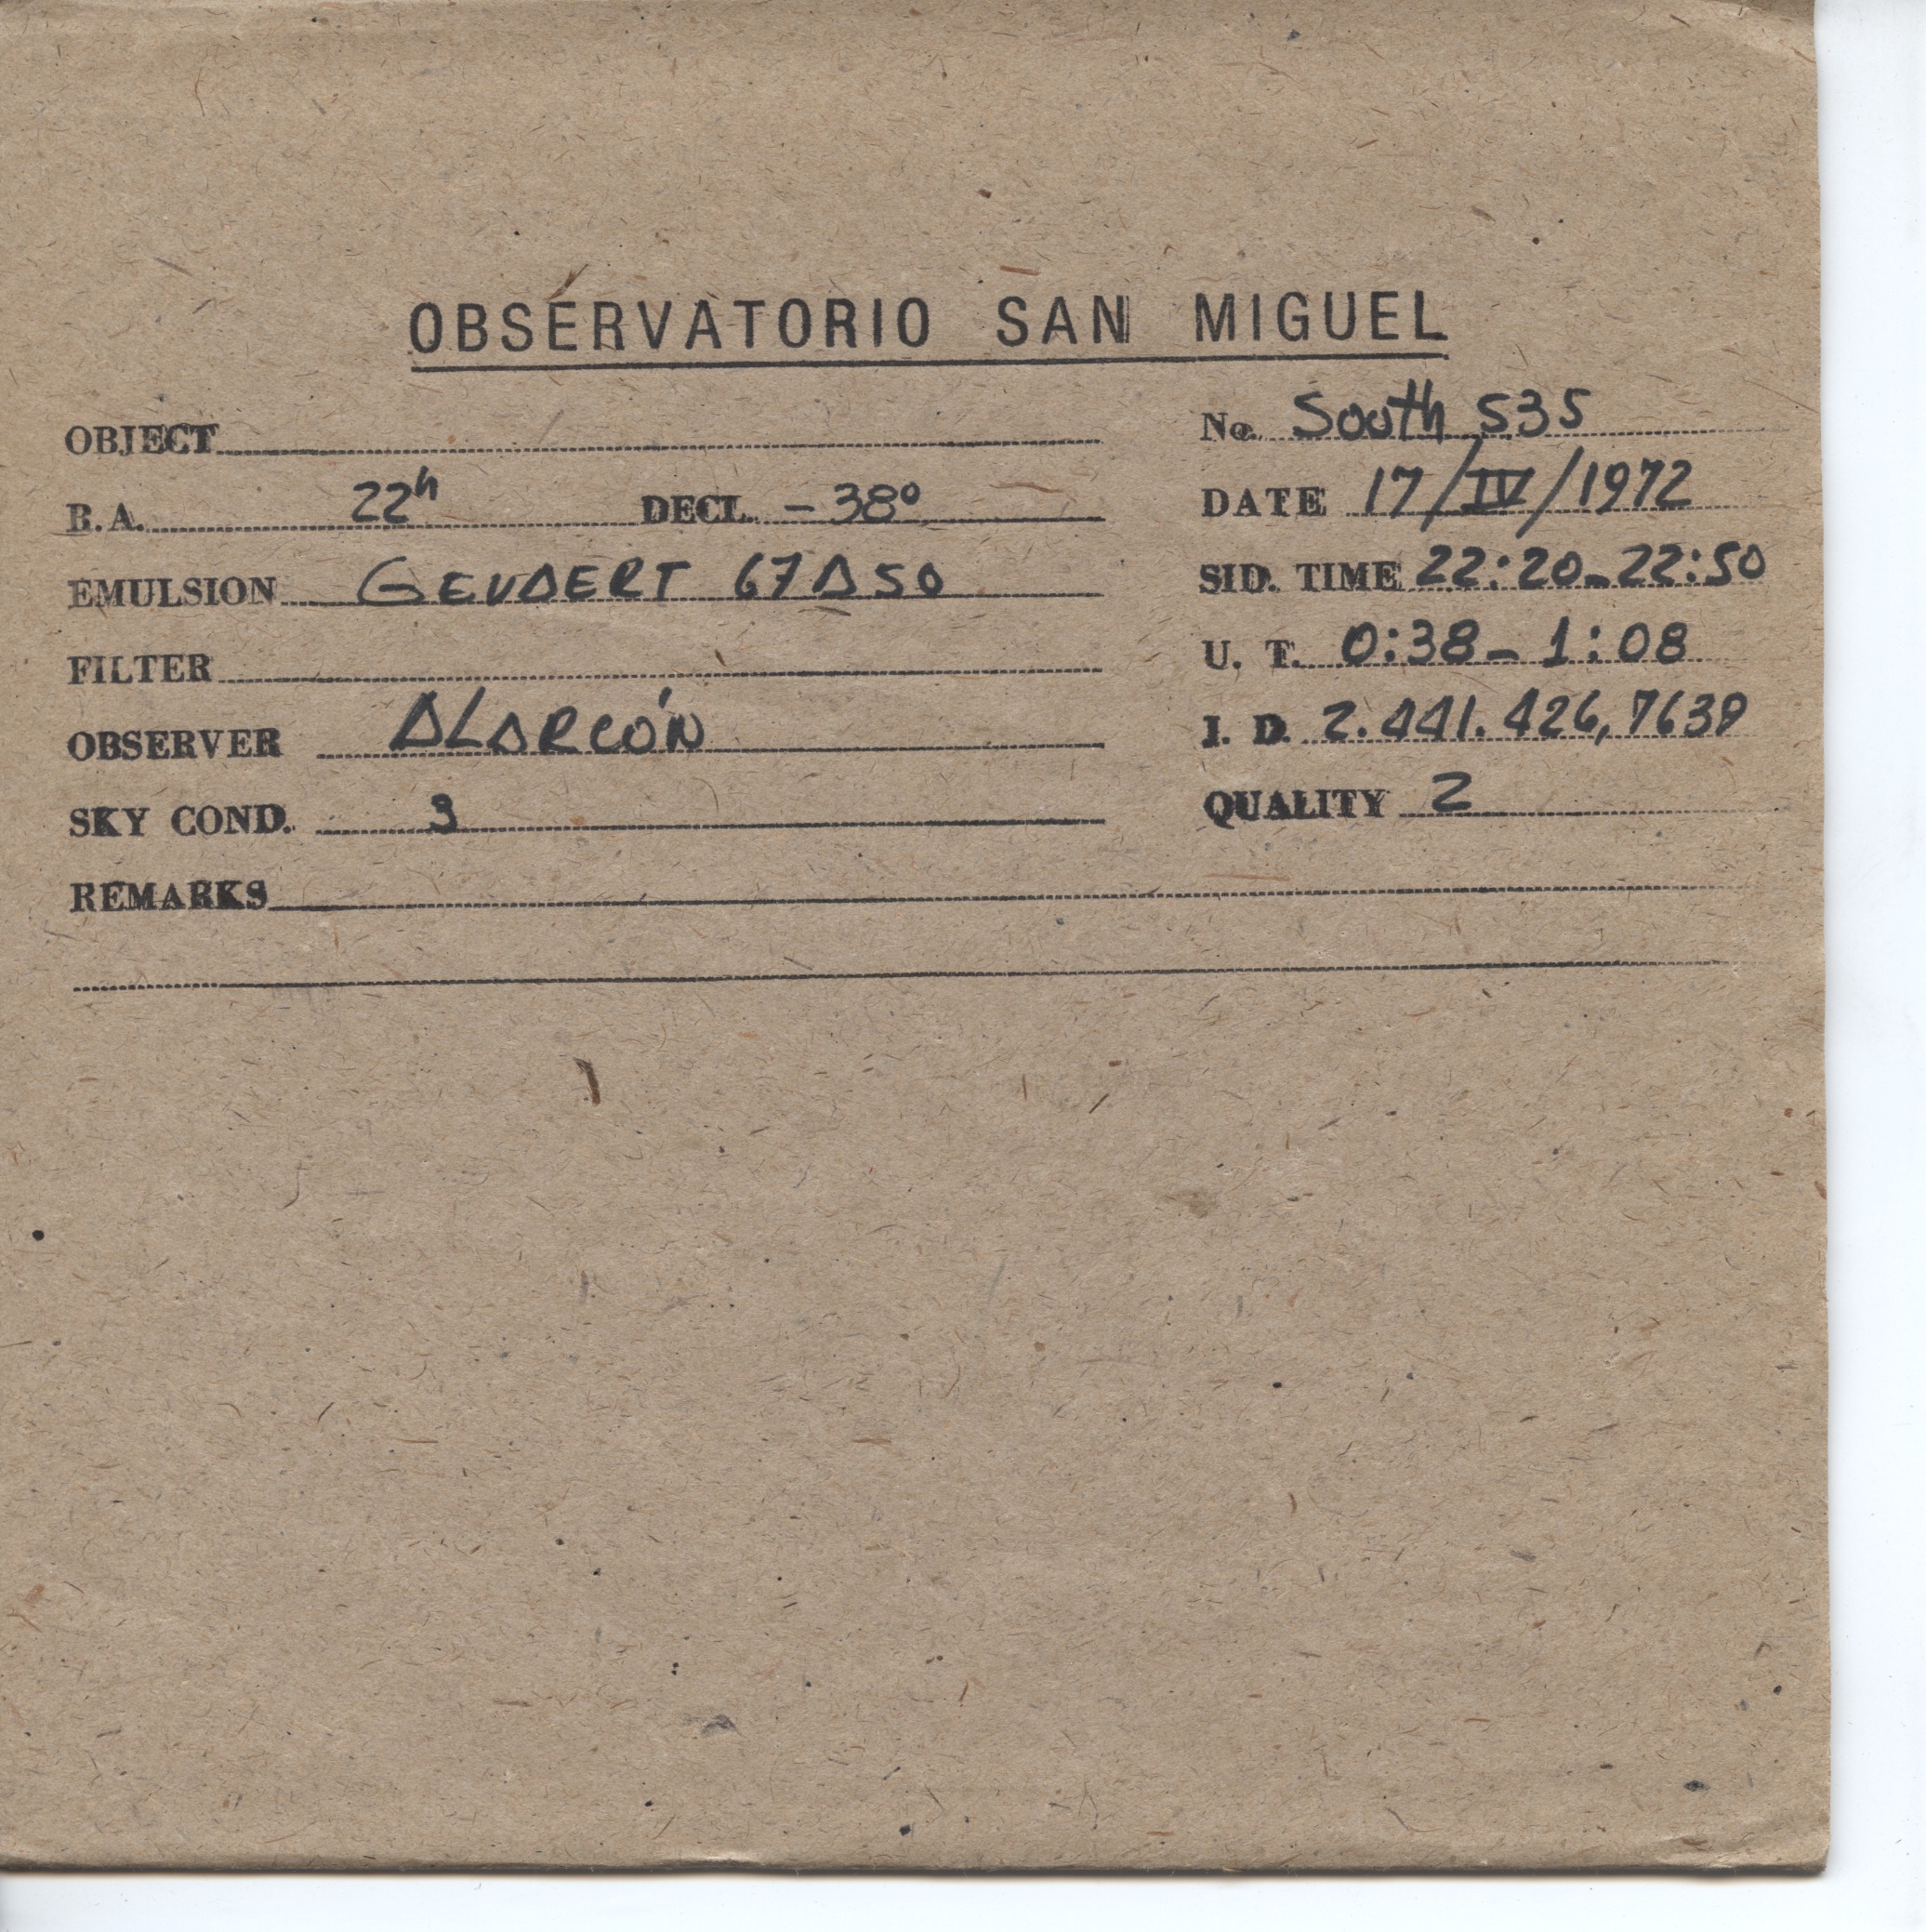 OBSERVATORIO SAN MIGUEL
OBJECT No. South 535
R.A. 22h DECL. -38° DATE 17/IV/1972
EMULSION GEVAERT 67A50 SID. TIME 22:20-22:50
FILTER U. T. 0:38-1:08
OBSERVER ALARCÓN J. D. 2.441.426,7639
SKY COND. 3 QUALITY 2
REMARKS